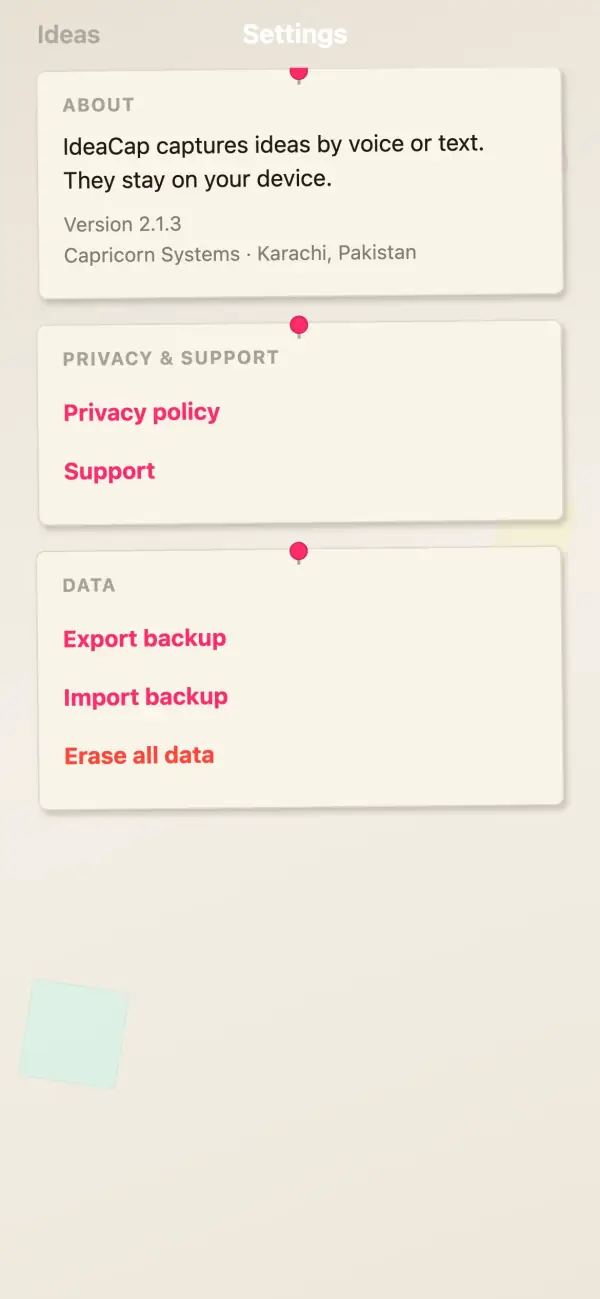 Ideas
Settings
ABOUT
IdeaCap captures ideas by voice or text.
They stay on your device.
Version 2.1.3
Capricorn Systems · Karachi, Pakistan
PRIVACY & SUPPORT
Privacy policy
Support
DATA
Export backup
Import backup
Erase all data